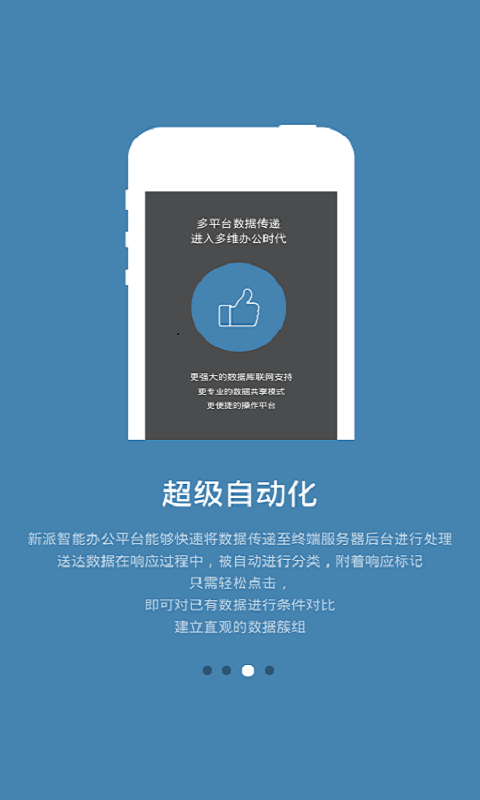 多平台数据传递
进入多维办公时代
更强大的数据库联网支持
更专业的数据共享模式
更便捷的操作平台
超级自动化
新派智能办公平台能够快速将数据传递至终端服务器后台进行处理
送达数据在响应过程中，被自动进行分类，附着响应标记
只需轻松点击，
即可对已有数据进行条件对比
建立直观的数据簇组